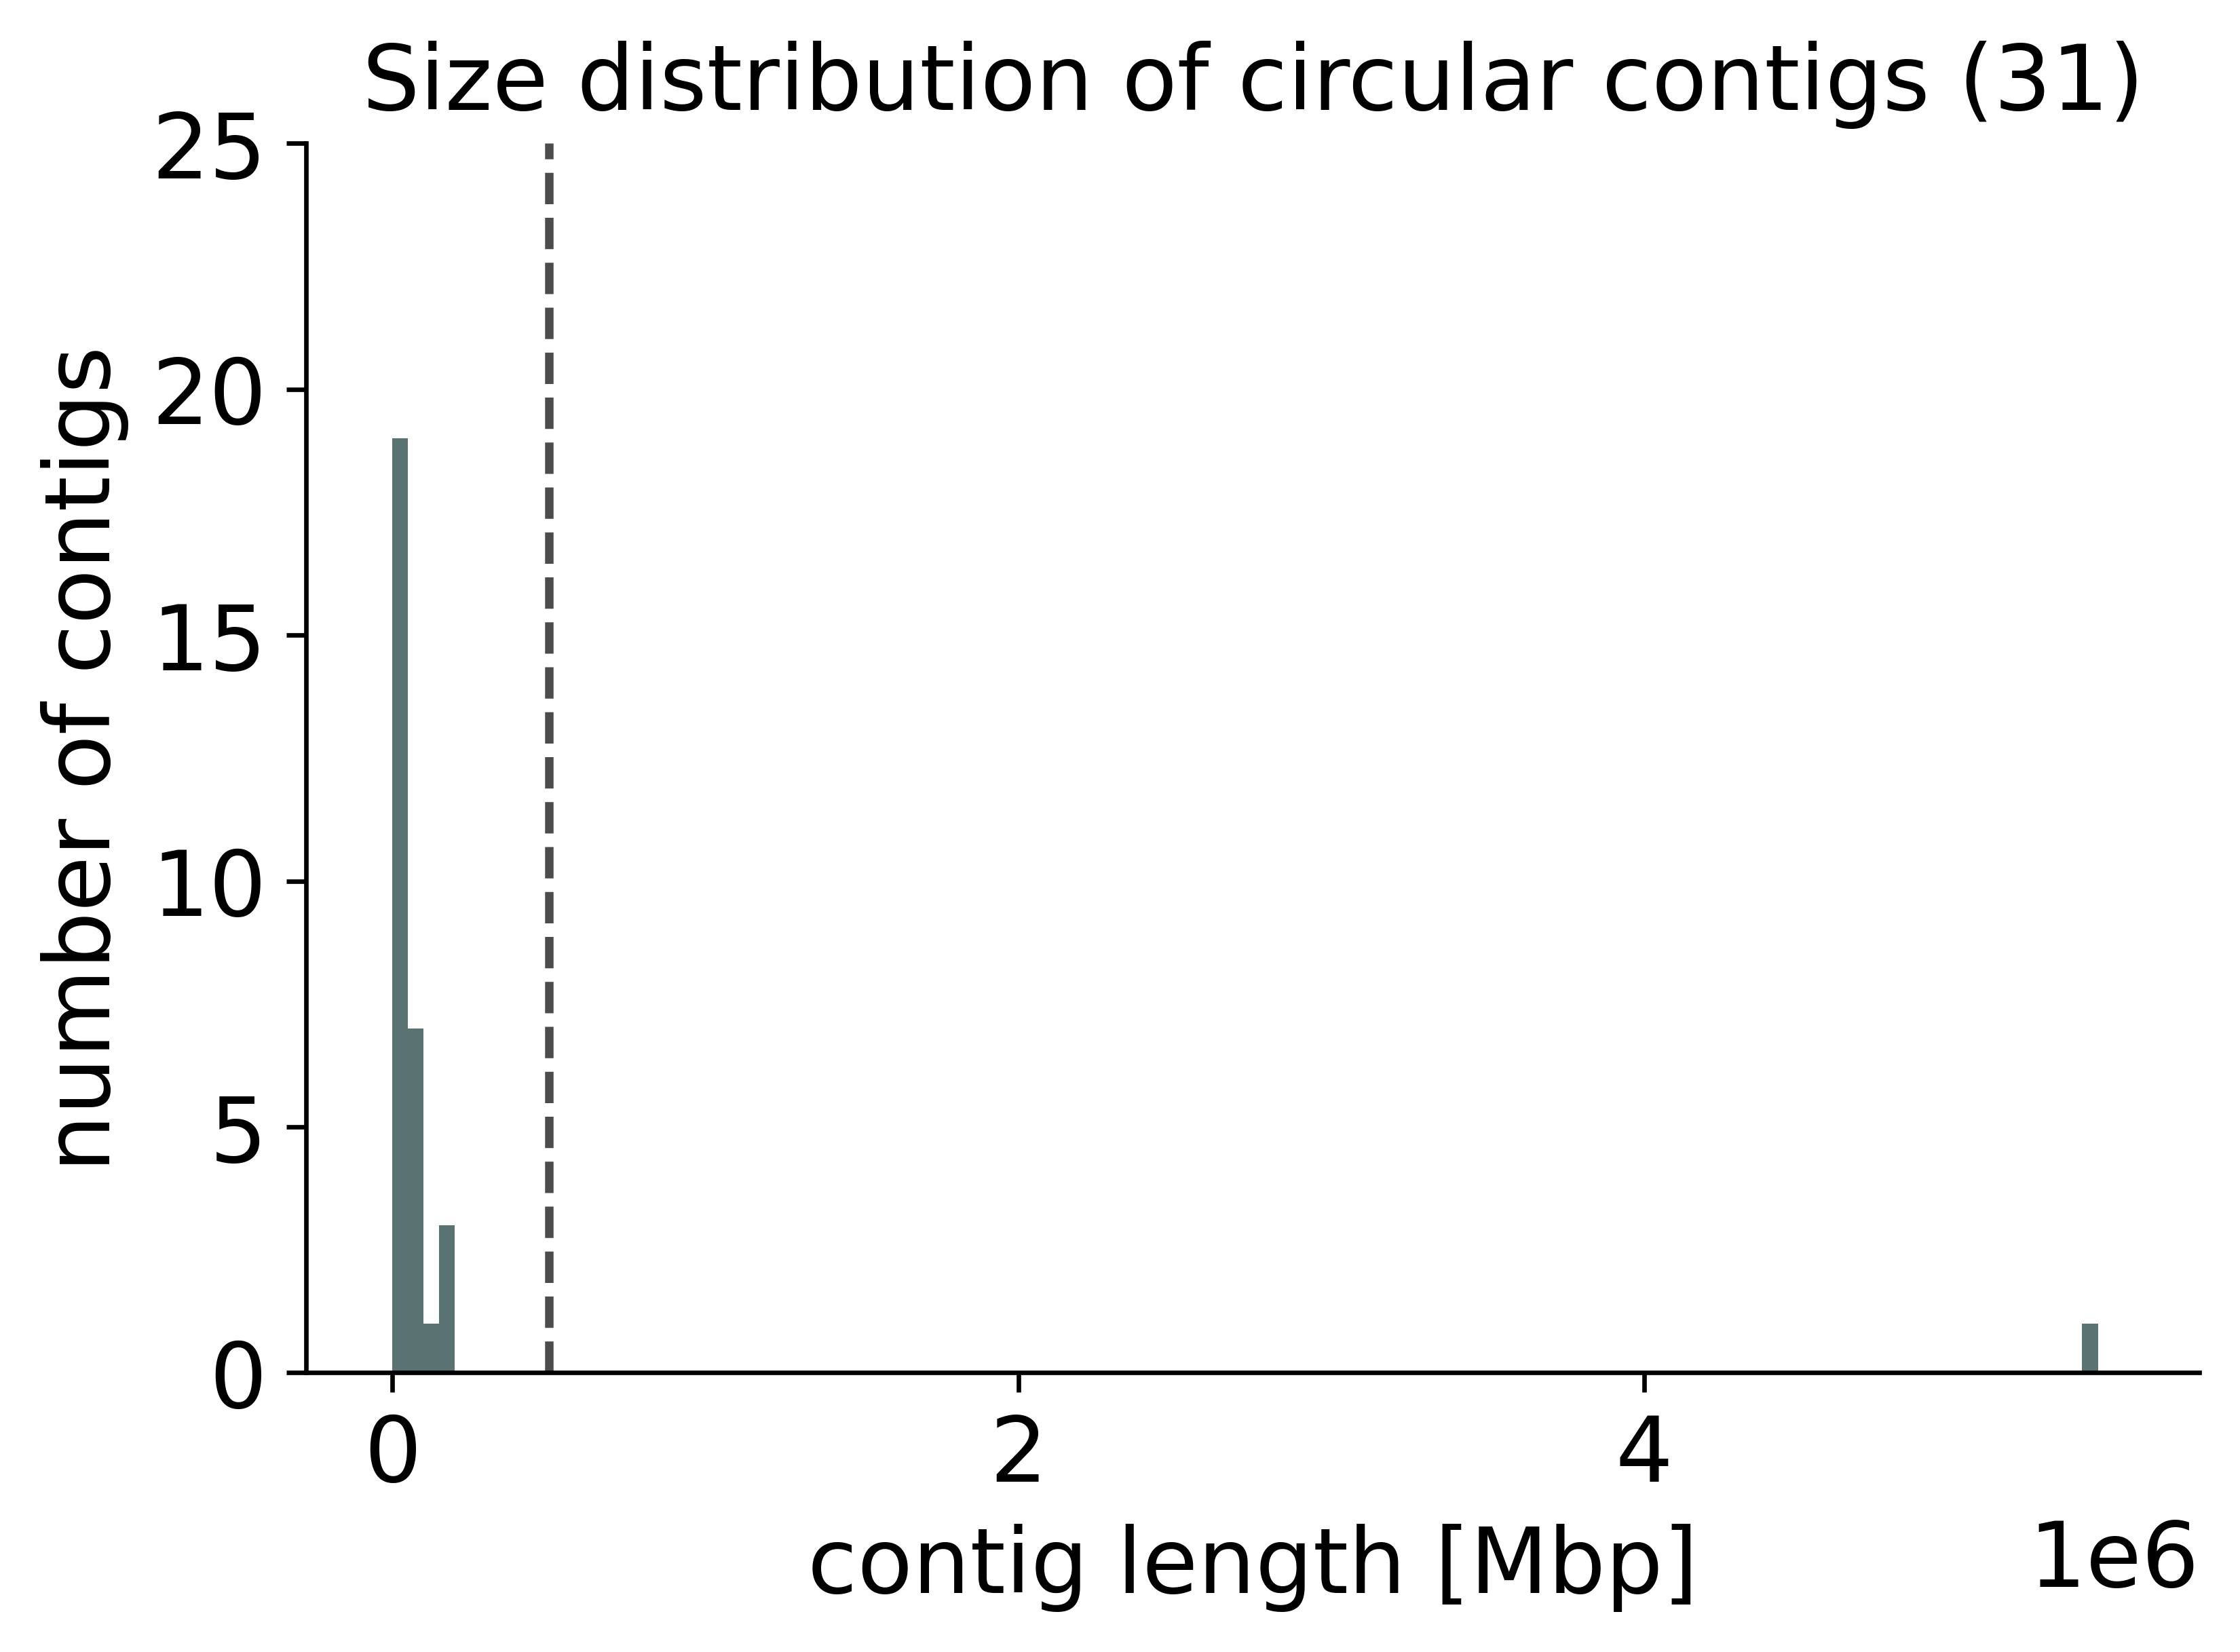 Size distribution of circular contigs (31)
25
20
15
10
5
0
number of contigs
0 2 4
contig length [Mbp]
1e6